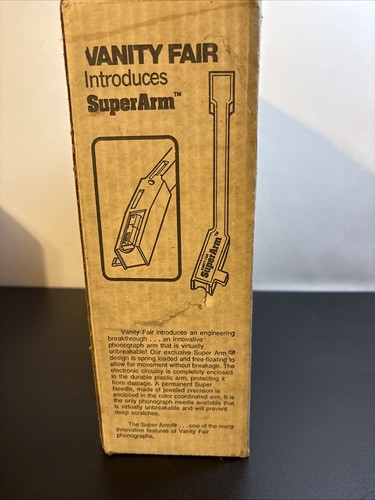 VANITY FAIR
Introduces
SuperArm™
SuperArm™
Vanity Fair introduces an engineering
breakthrough . . . an innovative
phonograph arm that is virtually
unbreakable! Our exclusive Super Arm
design is spring loaded and free-floating to
allow for movement without breakage. The
electronic circuitry is completely enclosed
in the durable plastic arm, protecting it
from damage. A permanent Super
Needle, made of jeweled precision is
enclosed in the color coordinated arm. It is
the only phonograph needle available that
is virtually unbreakable and will prevent
deep scratches.
The Super Arm . . . one of the many
innovative features of Vanity Fair
phonographs.